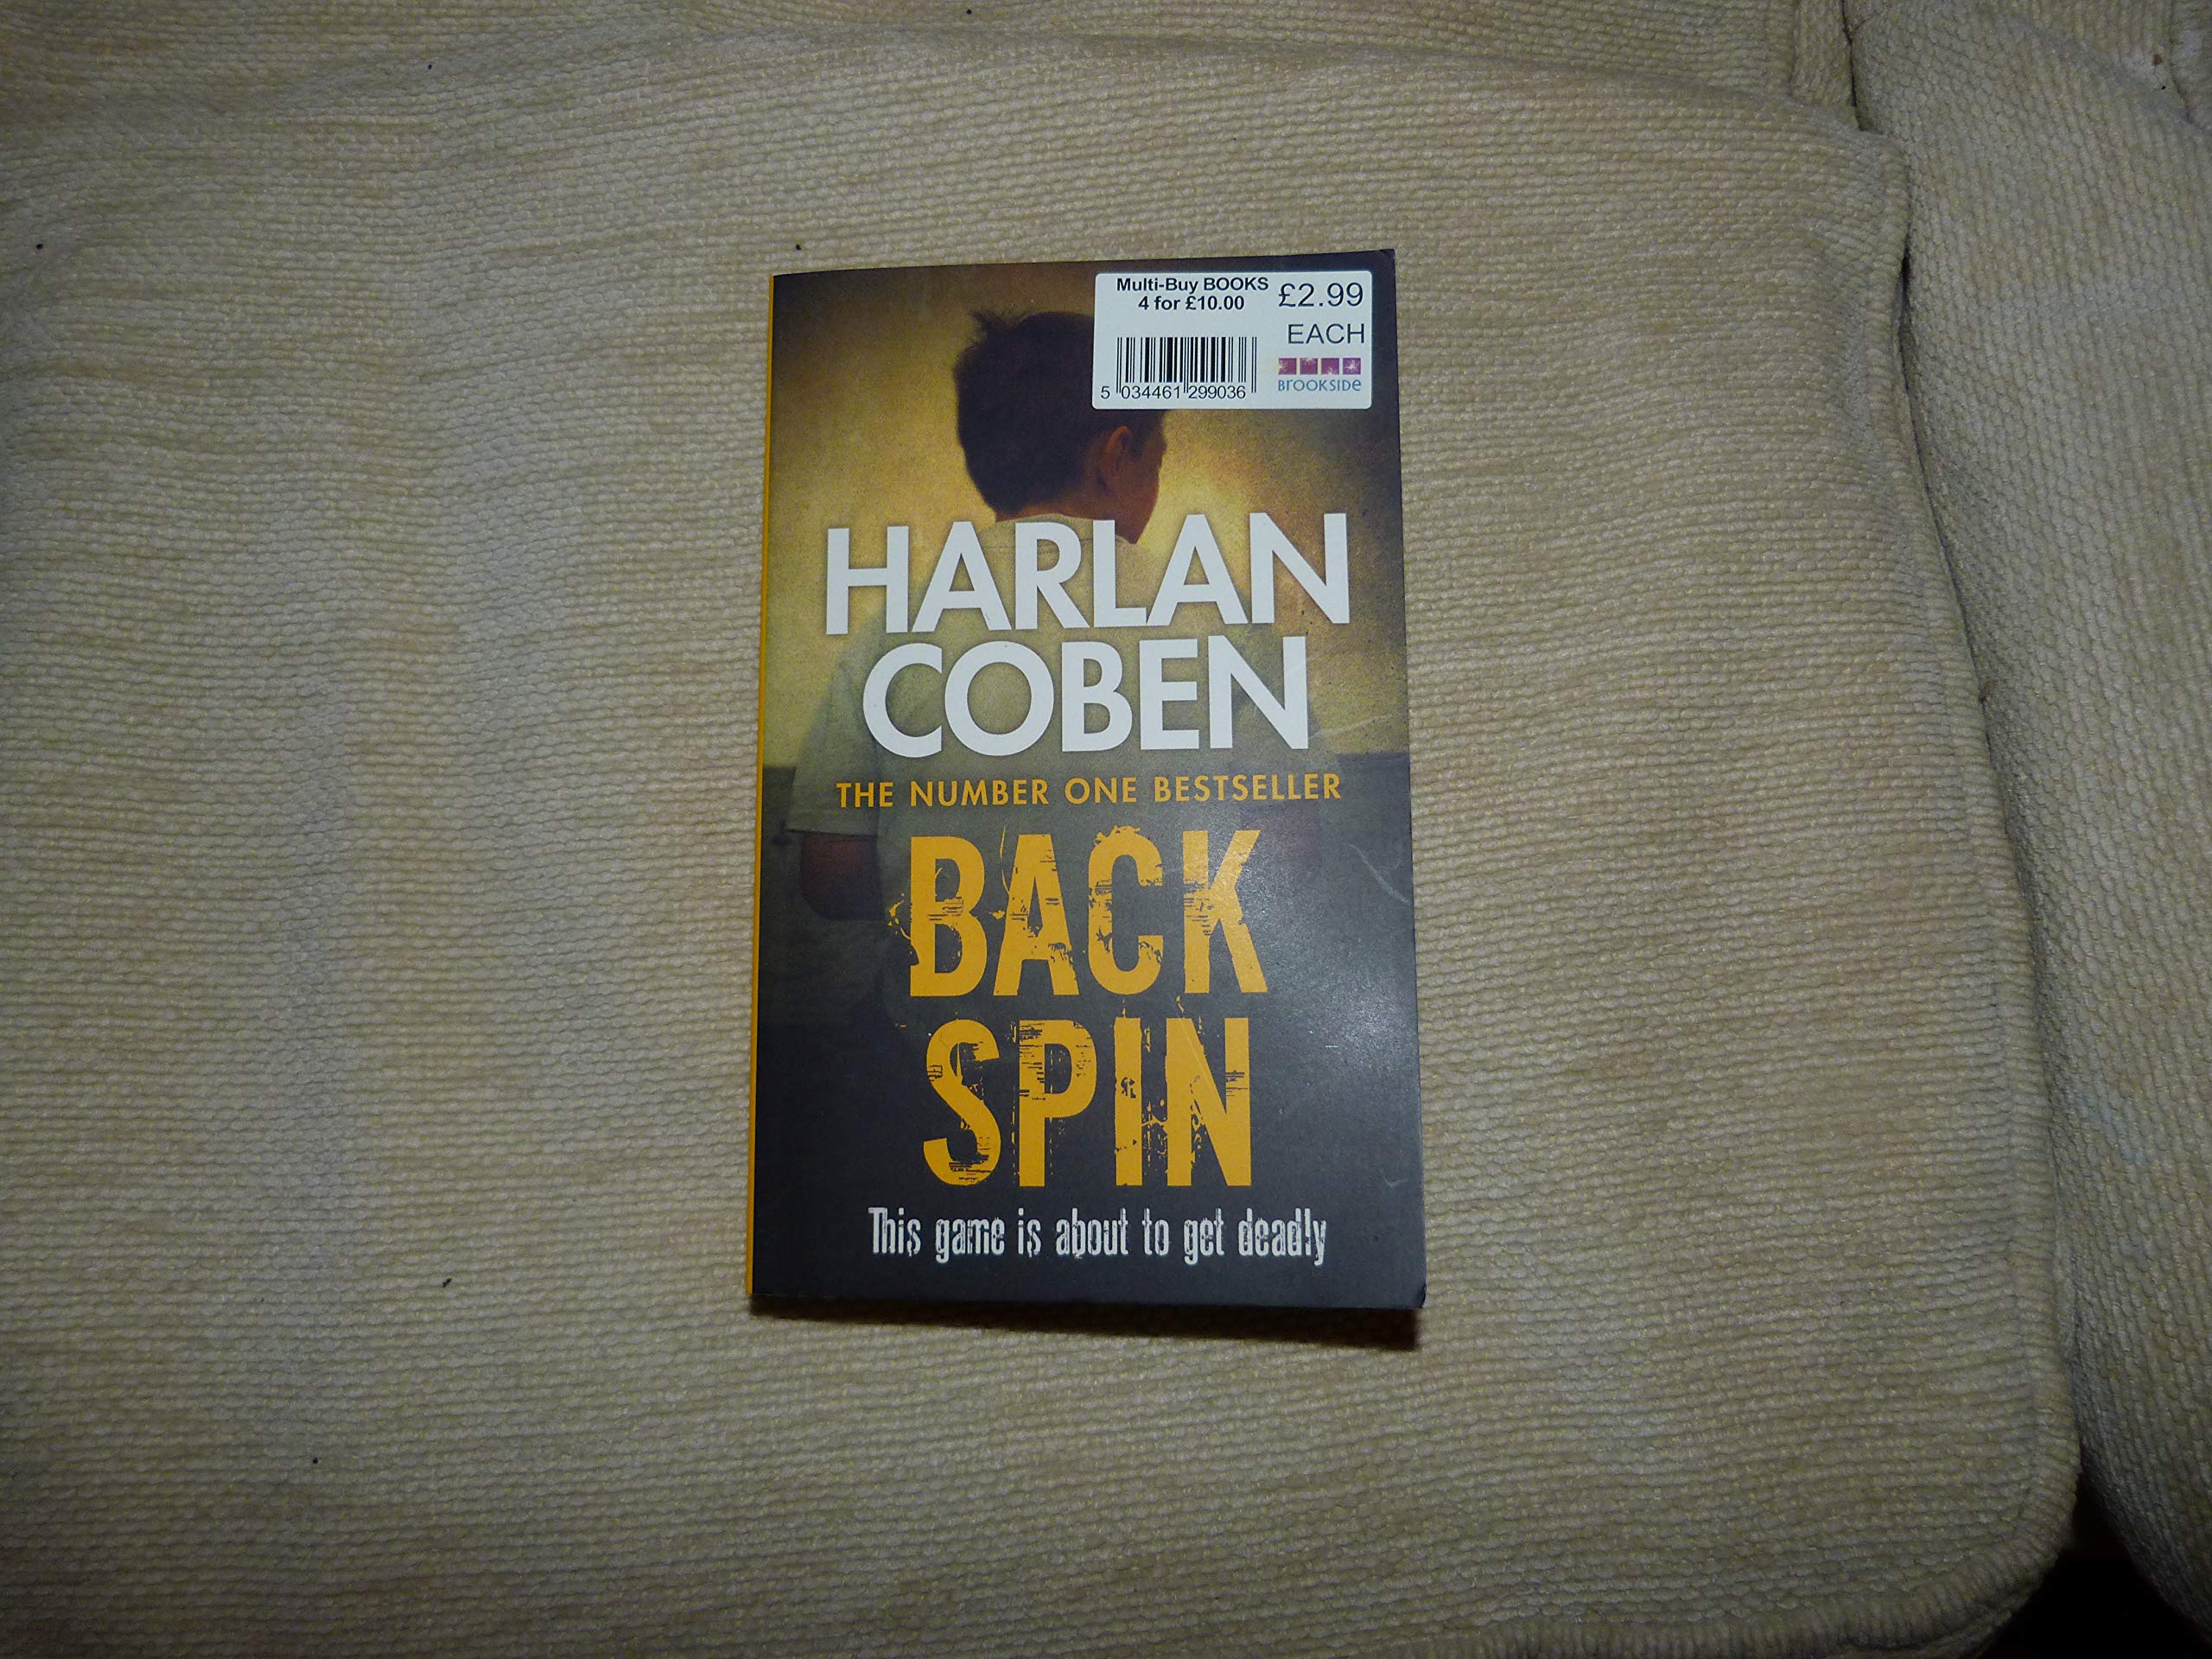 Multi-Buy BOOKS
4 for £10.00
£2.99
EACH
5 034461 299036
BROOKSIDe
HARLAN
COBEN
THE NUMBER ONE BESTSELLER
BACK
SPIN
This game is about to get deadly